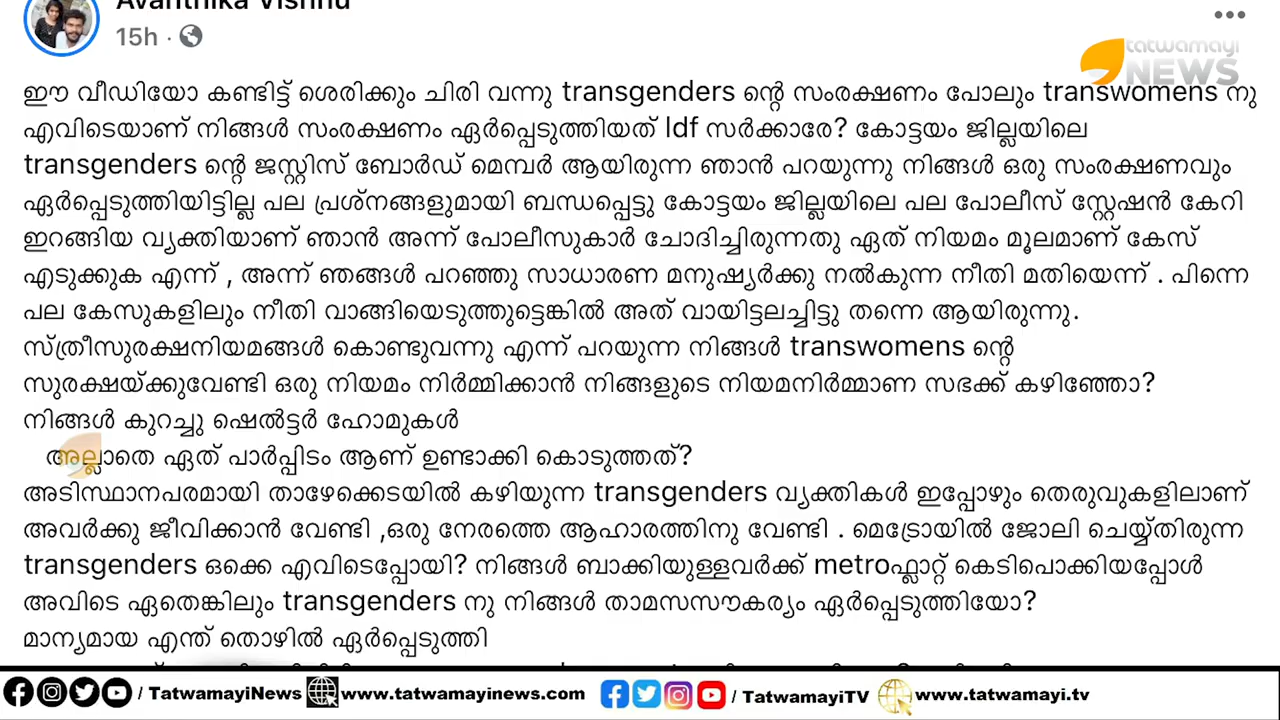 Avanthika Vishnu
15h ·
tatwamayi
NEWS
ഈ വീഡിയോ കണ്ടിട്ട് ശെരിക്കും ചിരി വന്നു transgenders ന്റെ സംരക്ഷണം പോലും transwomens നു
എവിടെയാണ് നിങ്ങൾ സംരക്ഷണം ഏർപ്പെടുത്തിയത് ldf സർക്കാരേ? കോട്ടയം ജില്ലയിലെ
transgenders ന്റെ ജസ്റ്റിസ് ബോർഡ് മെമ്പർ ആയിരുന്ന ഞാൻ പറയുന്നു നിങ്ങൾ ഒരു സംരക്ഷണവും
ഏർപ്പെടുത്തിയിട്ടില്ല പല പ്രശ്നങ്ങളുമായി ബന്ധപ്പെട്ടു കോട്ടയം ജില്ലയിലെ പല പോലീസ് സ്റ്റേഷൻ കേറി
ഇറങ്ങിയ വ്യക്തിയാണ് ഞാൻ അന്ന് പോലീസുകാർ ചോദിച്ചിരുന്നതു ഏത് നിയമം മൂലമാണ് കേസ്
എടുക്കുക എന്ന് , അന്ന് ഞങ്ങൾ പറഞ്ഞു സാധാരണ മനുഷ്യർക്കു നൽകുന്ന നീതി മതിയെന്ന് . പിന്നെ
പല കേസുകളിലും നീതി വാങ്ങിയെടുത്തുട്ടെങ്കിൽ അത് വായിട്ടലച്ചിട്ടു തന്നെ ആയിരുന്നു.
സ്ത്രീസുരക്ഷനിയമങ്ങൾ കൊണ്ടുവന്നു എന്ന് പറയുന്ന നിങ്ങൾ transwomens ന്റെ
സുരക്ഷയ്ക്കുവേണ്ടി ഒരു നിയമം നിർമ്മിക്കാൻ നിങ്ങളുടെ നിയമനിർമ്മാണ സഭക്ക് കഴിഞ്ഞോ?
നിങ്ങൾ കുറച്ചു ഷെൽട്ടർ ഹോമുകൾ
അല്ലാതെ ഏത് പാർപ്പിടം ആണ് ഉണ്ടാക്കി കൊടുത്തത്?
അടിസ്ഥാനപരമായി താഴേക്കെടയിൽ കഴിയുന്ന transgenders വ്യക്തികൾ ഇപ്പോഴും തെരുവുകളിലാണ്
അവർക്കു ജീവിക്കാൻ വേണ്ടി ,ഒരു നേരത്തെ ആഹാരത്തിനു വേണ്ടി . മെട്രോയിൽ ജോലി ചെയ്തിരുന്ന
transgenders ഒക്കെ എവിടെപ്പോയി? നിങ്ങൾ ബാക്കിയുള്ളവർക്ക് metroഫ്ലാറ്റ് കെടിപൊക്കിയപ്പോൾ
അവിടെ ഏതെങ്കിലും transgenders നു നിങ്ങൾ താമസസൗകര്യം ഏർപ്പെടുത്തിയോ?
മാന്യമായ എന്ത് തൊഴിൽ ഏർപ്പെടുത്തി
/ TatwamayiNews www.tatwamayinews.com / TatwamayiTV www.tatwamayi.tv